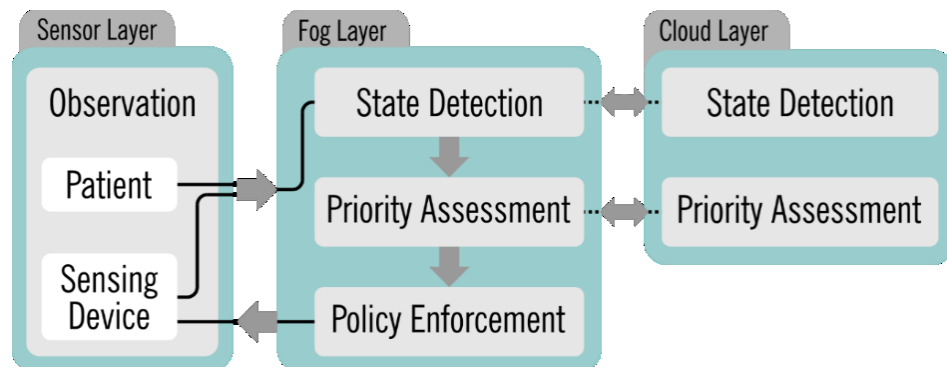 Sensor Layer
Observation
Patient
Sensing
Device
Fog Layer
State Detection
Priority Assessment
Policy Enforcement
Cloud Layer
State Detection
Priority Assessment